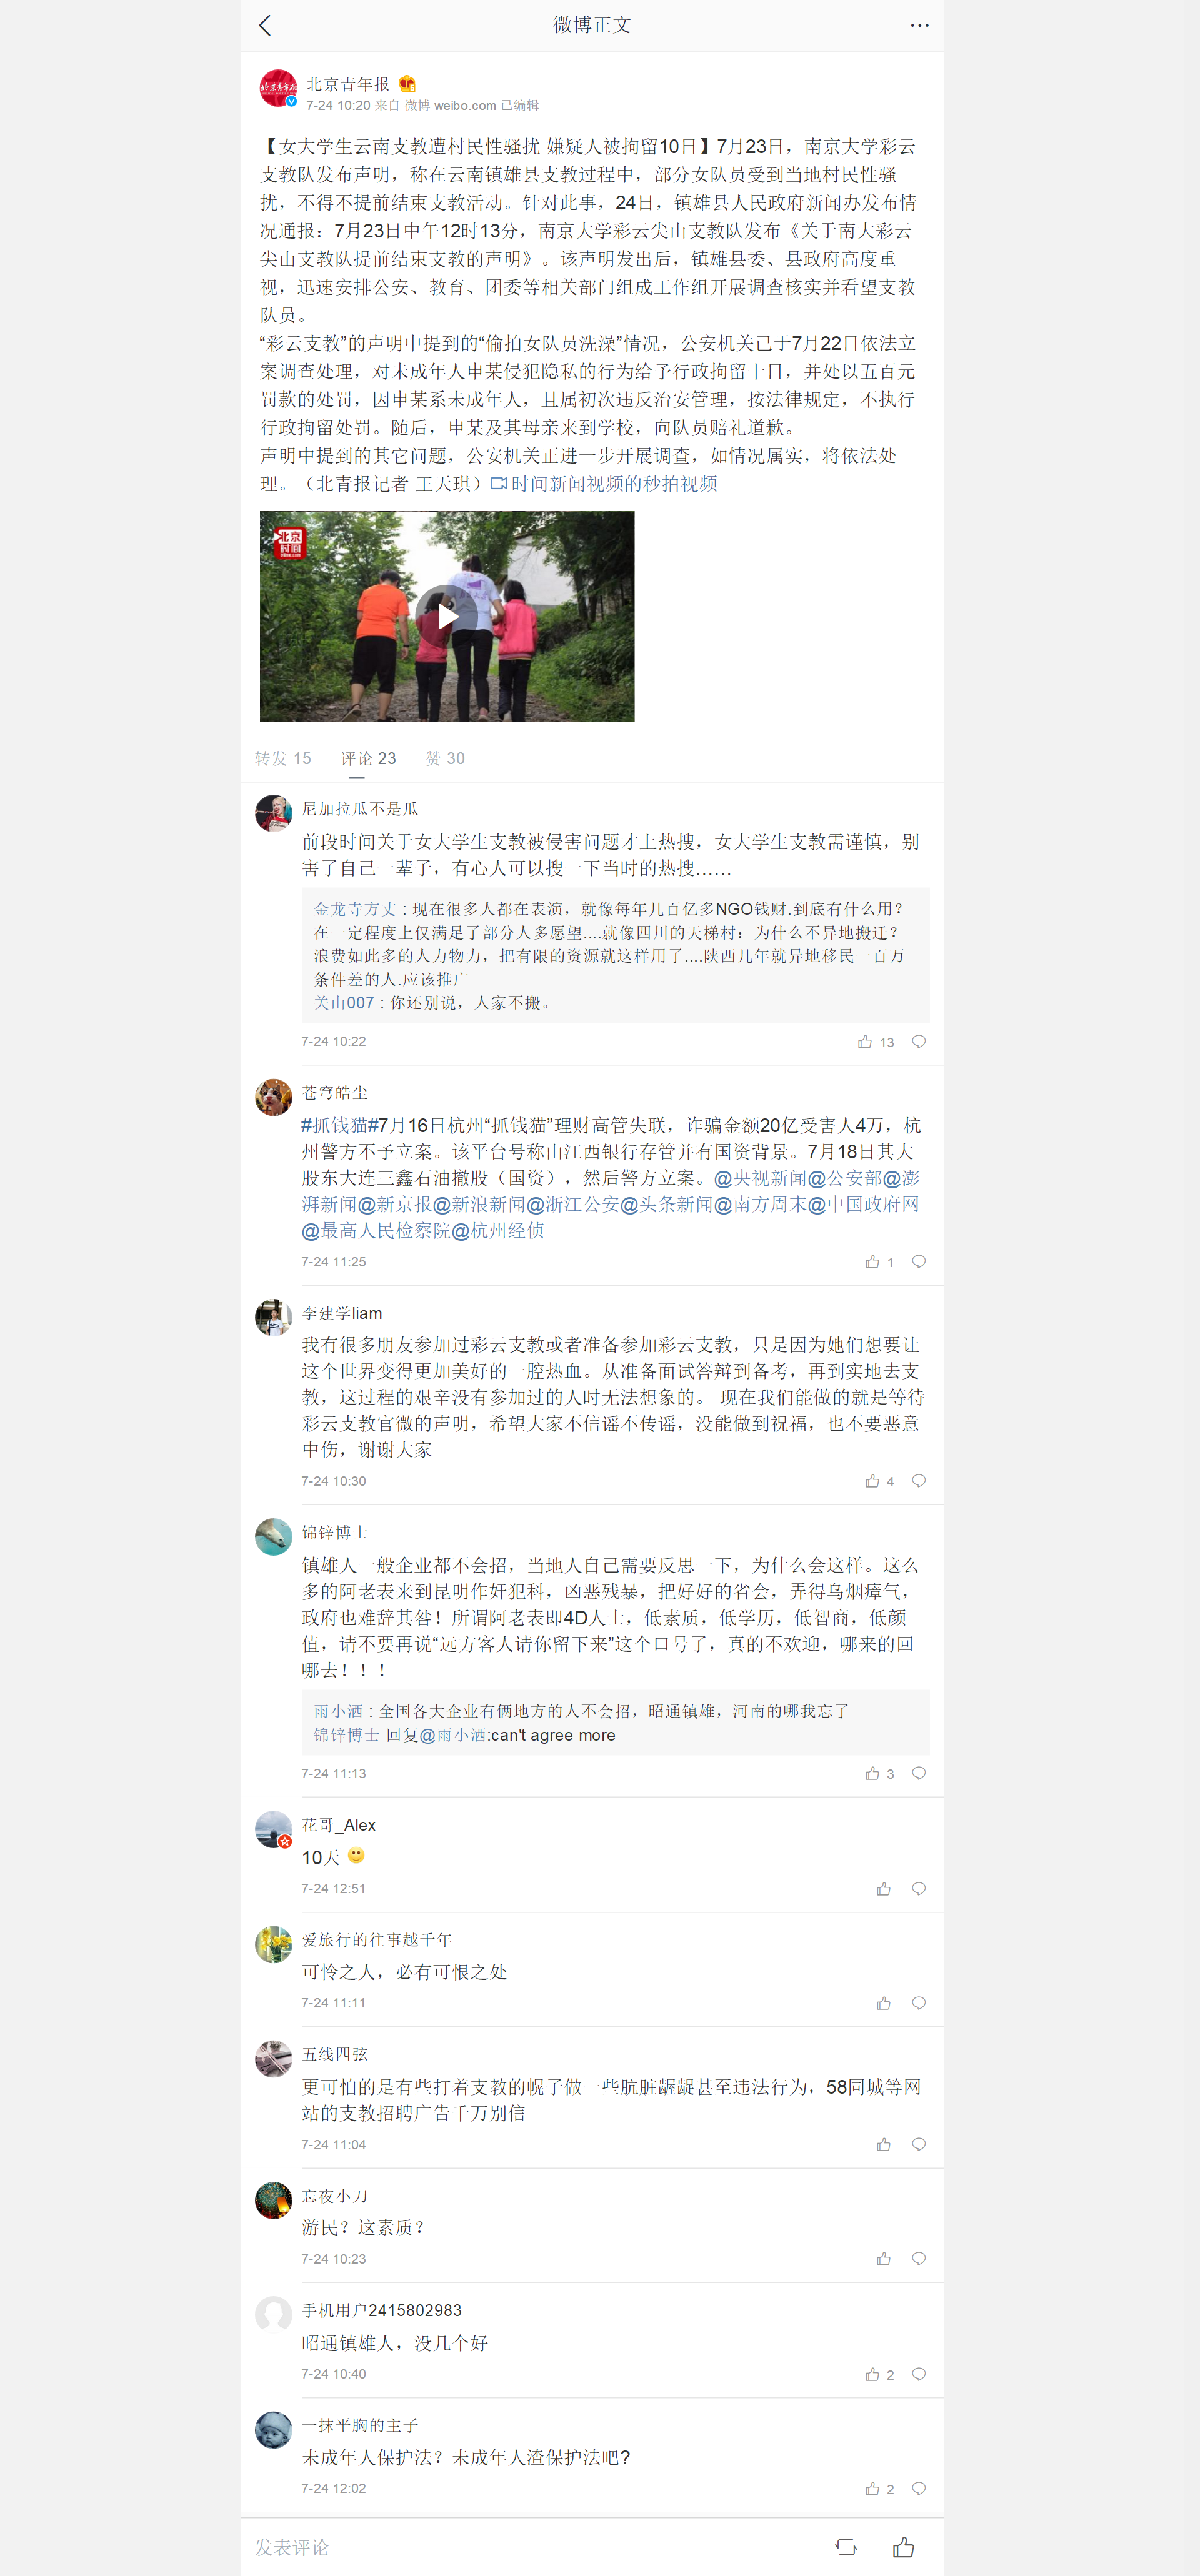 微博正文
北京青年报
7-24 10:20 来自 微博 weibo.com 已编辑
【女大学生云南支教遭村民性骚扰 嫌疑人被拘留10日】7月23日，南京大学彩云
支教队发布声明，称在云南镇雄县支教过程中，部分女队员受到当地村民性骚
扰，不得不提前结束支教活动。针对此事，24日，镇雄县人民政府新闻办发布情
况通报：7月23日中午12时13分，南京大学彩云尖山支教队发布《关于南大彩云
尖山支教队提前结束支教的声明》。该声明发出后，镇雄县委、县政府高度重
视，迅速安排公安、教育、团委等相关部门组成工作组开展调查核实并看望支教
队员。
“彩云支教”的声明中提到的“偷拍女队员洗澡”情况，公安机关已于7月22日依法立
案调查处理，对未成年人申某侵犯隐私的行为给予行政拘留十日，并处以五百元
罚款的处罚，因申某系未成年人，且属初次违反治安管理，按法律规定，不执行
行政拘留处罚。随后，申某及其母亲来到学校，向队员赔礼道歉。
声明中提到的其它问题，公安机关正进一步开展调查，如情况属实，将依法处
理。（北青报记者 王天琪）时间新闻视频的秒拍视频
北京
时间
转发 15 评论 23 赞 30
尼加拉瓜不是瓜
前段时间关于女大学生支教被侵害问题才上热搜，女大学生支教需谨慎，别
害了自己一辈子，有心人可以搜一下当时的热搜……
金龙寺方丈 : 现在很多人都在表演，就像每年几百亿多NGO钱财.到底有什么用？
在一定程度上仅满足了部分人多愿望....就像四川的天梯村：为什么不异地搬迁？
浪费如此多的人力物力，把有限的资源就这样用了....陕西几年就异地移民一百万
条件差的人.应该推广
关山007 : 你还别说，人家不搬。
7-24 10:22 13
苍穹皓尘
#抓钱猫#7月16日杭州“抓钱猫”理财高管失联，诈骗金额20亿受害人4万，杭
州警方不予立案。该平台号称由江西银行存管并有国资背景。7月18日其大
股东大连三鑫石油撤股（国资），然后警方立案。@央视新闻@公安部@澎
湃新闻@新京报@新浪新闻@浙江公安@头条新闻@南方周末@中国政府网
@最高人民检察院@杭州经侦
7-24 11:25 1
李建学liam
我有很多朋友参加过彩云支教或者准备参加彩云支教，只是因为她们想要让
这个世界变得更加美好的一腔热血。从准备面试答辩到备考，再到实地去支
教，这过程的艰辛没有参加过的人时无法想象的。 现在我们能做的就是等待
彩云支教官微的声明，希望大家不信谣不传谣，没能做到祝福，也不要恶意
中伤，谢谢大家
7-24 10:30 4
锦锌博士
镇雄人一般企业都不会招，当地人自己需要反思一下，为什么会这样。这么
多的阿老表来到昆明作奸犯科，凶恶残暴，把好好的省会，弄得乌烟瘴气，
政府也难辞其咎！所谓阿老表即4D人士，低素质，低学历，低智商，低颜
值，请不要再说“远方客人请你留下来”这个口号了，真的不欢迎，哪来的回
哪去！！！
雨小洒 : 全国各大企业有俩地方的人不会招，昭通镇雄，河南的哪我忘了
锦锌博士 回复@雨小洒:can't agree more
7-24 11:13 3
花哥_Alex
10天
7-24 12:51
爱旅行的往事越千年
可怜之人，必有可恨之处
7-24 11:11
五线四弦
更可怕的是有些打着支教的幌子做一些肮脏龌龊甚至违法行为，58同城等网
站的支教招聘广告千万别信
7-24 11:04
忘夜小刀
游民？这素质？
7-24 10:23
手机用户2415802983
昭通镇雄人，没几个好
7-24 10:40 2
一抹平胸的主子
未成年人保护法？未成年人渣保护法吧？
7-24 12:02 2
发表评论